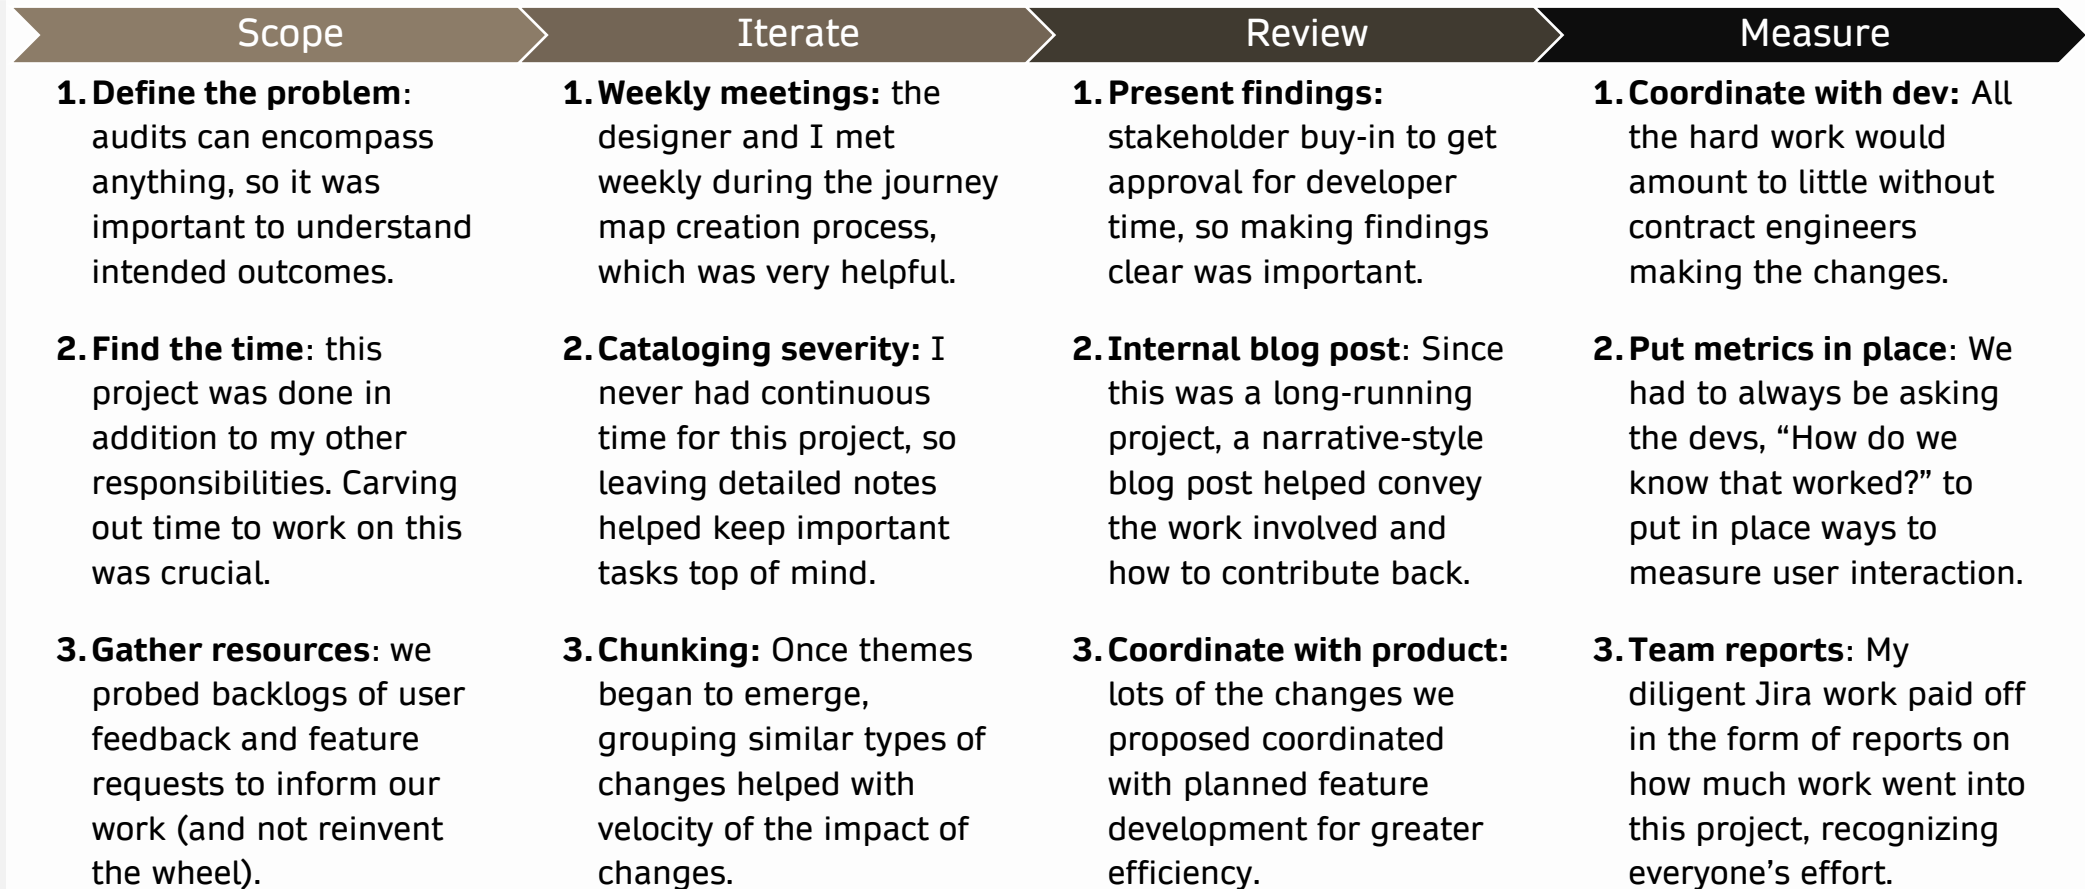 Scope
Iterate
Review
Measure
1. Define the problem:
audits can encompass
anything, so it was
important to understand
intended outcomes.
2. Find the time: this
project was done in
addition to my other
responsibilities. Carving
out time to work on this
was crucial.
3. Gather resources: we
probed backlogs of user
feedback and feature
requests to inform our
work (and not reinvent
the wheel).
1. Weekly meetings: the
designer and I met
weekly during the journey
map creation process,
which was very helpful.
2. Cataloging severity: I
never had continuous
time for this project, so
leaving detailed notes
helped keep important
tasks top of mind.
3. Chunking: Once themes
began to emerge,
grouping similar types of
changes helped with
velocity of the impact of
changes.
1. Present findings:
stakeholder buy-in to get
approval for developer
time, so making findings
clear was important.
2. Internal blog post: Since
this was a long-running
project, a narrative-style
blog post helped convey
the work involved and
how to contribute back.
3. Coordinate with product:
lots of the changes we
proposed coordinated
with planned feature
development for greater
efficiency.
1. Coordinate with dev: All
the hard work would
amount to little without
contract engineers
making the changes.
2. Put metrics in place: We
had to always be asking
the devs, “How do we
know that worked?” to
put in place ways to
measure user interaction.
3. Team reports: My
diligent Jira work paid off
in the form of reports on
how much work went into
this project, recognizing
everyone’s effort.